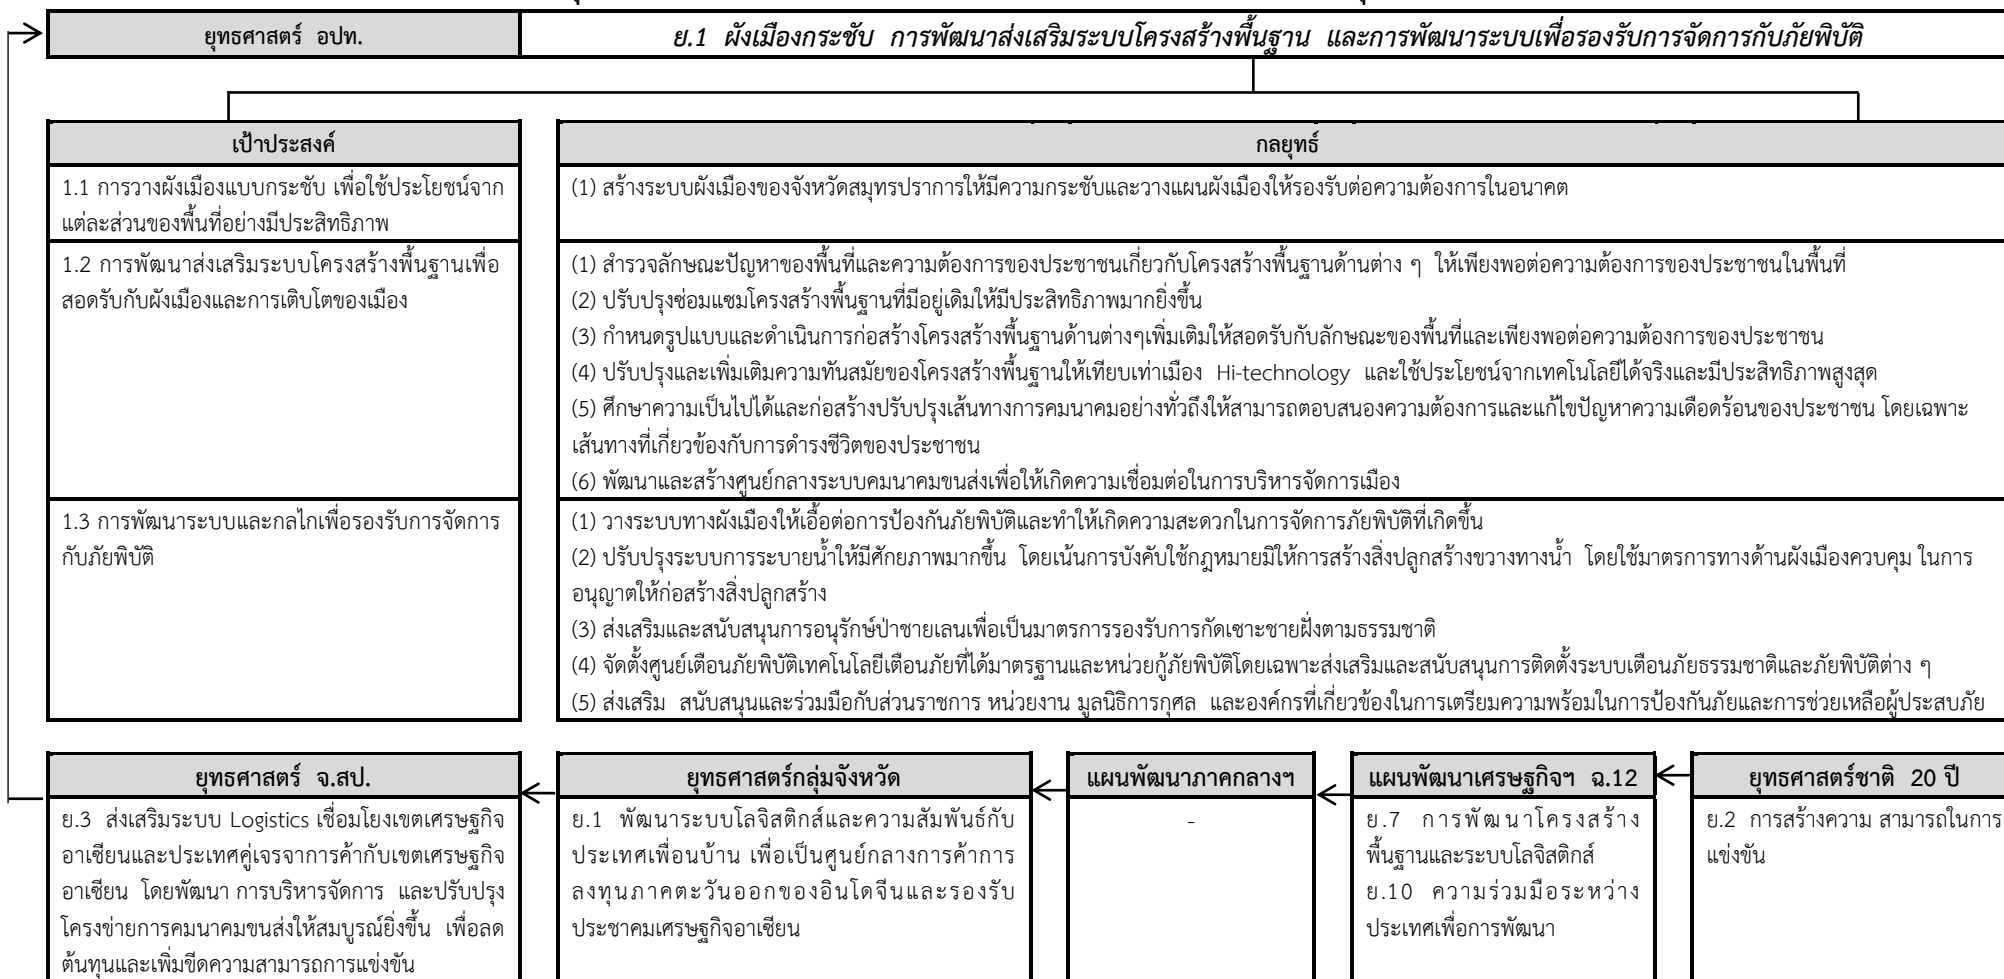 ยุทธศาสตร์ อปท.
ย.1 ผังเมืองกระชับ การพัฒนาส่งเสริมระบบโครงสร้างพื้นฐาน และการพัฒนาระบบเพื่อรองรับการจัดการกับภัยพิบัติ
เป้าประสงค์
กลยุทธ์
1.1 การวางผังเมืองแบบกระชับ เพื่อใช้ประโยชน์จาก
แต่ละส่วนของพื้นที่อย่างมีประสิทธิภาพ
(1) สร้างระบบผังเมืองของจังหวัดสมุทรปราการให้มีความกระชับและวางแผนผังเมืองให้รองรับต่อความต้องการในอนาคต
1.2 การพัฒนาส่งเสริมระบบโครงสร้างพื้นฐานเพื่อ
สอดรับกับผังเมืองและการเติบโตของเมือง
(1) สำรวจลักษณะปัญหาของพื้นที่และความต้องการของประชาชนเกี่ยวกับโครงสร้างพื้นฐานด้านต่าง ๆ ให้เพียงพอต่อความต้องการของประชาชนในพื้นที่
(2) ปรับปรุงซ่อมแซมโครงสร้างพื้นฐานที่มีอยู่เดิมให้มีประสิทธิภาพมากยิ่งขึ้น
(3) กำหนดรูปแบบและดำเนินการก่อสร้างโครงสร้างพื้นฐานด้านต่างๆเพิ่มเติมให้สอดรับกับลักษณะของพื้นที่และเพียงพอต่อความต้องการของประชาชน
(4) ปรับปรุงและเพิ่มเติมความทันสมัยของโครงสร้างพื้นฐานให้เทียบเท่าเมือง Hi-technology และใช้ประโยชน์จากเทคโนโลยีได้จริงและมีประสิทธิภาพสูงสุด
(5) ศึกษาความเป็นไปได้และก่อสร้างปรับปรุงเส้นทางการคมนาคมอย่างทั่วถึงให้สามารถตอบสนองความต้องการและแก้ไขปัญหาความเดือดร้อนของประชาชน โดยเฉพาะ
เส้นทางที่เกี่ยวข้องกับการดำรงชีวิตของประชาชน
(6) พัฒนาและสร้างศูนย์กลางระบบคมนาคมขนส่งเพื่อให้เกิดความเชื่อมต่อในการบริหารจัดการเมือง
1.3 การพัฒนาระบบและกลไกเพื่อรองรับการจัดการ
กับภัยพิบัติ
(1) วางระบบทางผังเมืองให้เอื้อต่อการป้องกันภัยพิบัติและทำให้เกิดความสะดวกในการจัดการภัยพิบัติที่เกิดขึ้น
(2) ปรับปรุงระบบการระบายน้ำให้มีศักยภาพมากขึ้น โดยเน้นการบังคับใช้กฎหมายมิให้การสร้างสิ่งปลูกสร้างขวางทางน้ำ โดยใช้มาตรการทางด้านผังเมืองควบคุม ในการ
อนุญาตให้ก่อสร้างสิ่งปลูกสร้าง
(3) ส่งเสริมและสนับสนุนการอนุรักษ์ป่าชายเลนเพื่อเป็นมาตรการรองรับการกัดเซาะชายฝั่งตามธรรมชาติ
(4) จัดตั้งศูนย์เตือนภัยพิบัติเทคโนโลยีเตือนภัยที่ได้มาตรฐานและหน่วยกู้ภัยพิบัติโดยเฉพาะส่งเสริมและสนับสนุนการติดตั้งระบบเตือนภัยธรรมชาติและภัยพิบัติต่าง ๆ
(5) ส่งเสริม สนับสนุนและร่วมมือกับส่วนราชการ หน่วยงาน มูลนิธิการกุศล และองค์กรที่เกี่ยวข้องในการเตรียมความพร้อมในการป้องกันภัยและการช่วยเหลือผู้ประสบภัย
ยุทธศาสตร์ จ.สป.
ย.3 ส่งเสริมระบบ Logistics เชื่อมโยงเขตเศรษฐกิจ
อาเซียนและประเทศคู่เจรจาการค้ากับเขตเศรษฐกิจ
อาเซียน โดยพัฒนา การบริหารจัดการ และปรับปรุง
โครงข่ายการคมนาคมขนส่งให้สมบูรณ์ยิ่งขึ้น เพื่อลด
ต้นทุนและเพิ่มขีดความสามารถการแข่งขัน
ยุทธศาสตร์กลุ่มจังหวัด
ย.1 พัฒนาระบบโลจิสติกส์และความสัมพันธ์กับ
ประเทศเพื่อนบ้าน เพื่อเป็นศูนย์กลางการค้าการ
ลงทุนภาคตะวันออกของอินโดจีนและรองรับ
ประชาคมเศรษฐกิจอาเซียน
แผนพัฒนาภาคกลางฯ
-
แผนพัฒนาเศรษฐกิจฯ ฉ.12
ย.7 การพัฒนาโครงสร้าง
พื้นฐานและระบบโลจิสติกส์
ย.10 ความร่วมมือระหว่าง
ประเทศเพื่อการพัฒนา
ยุทธศาสตร์ชาติ 20 ปี
ย.2 การสร้างความ สามารถในการ
แข่งขัน